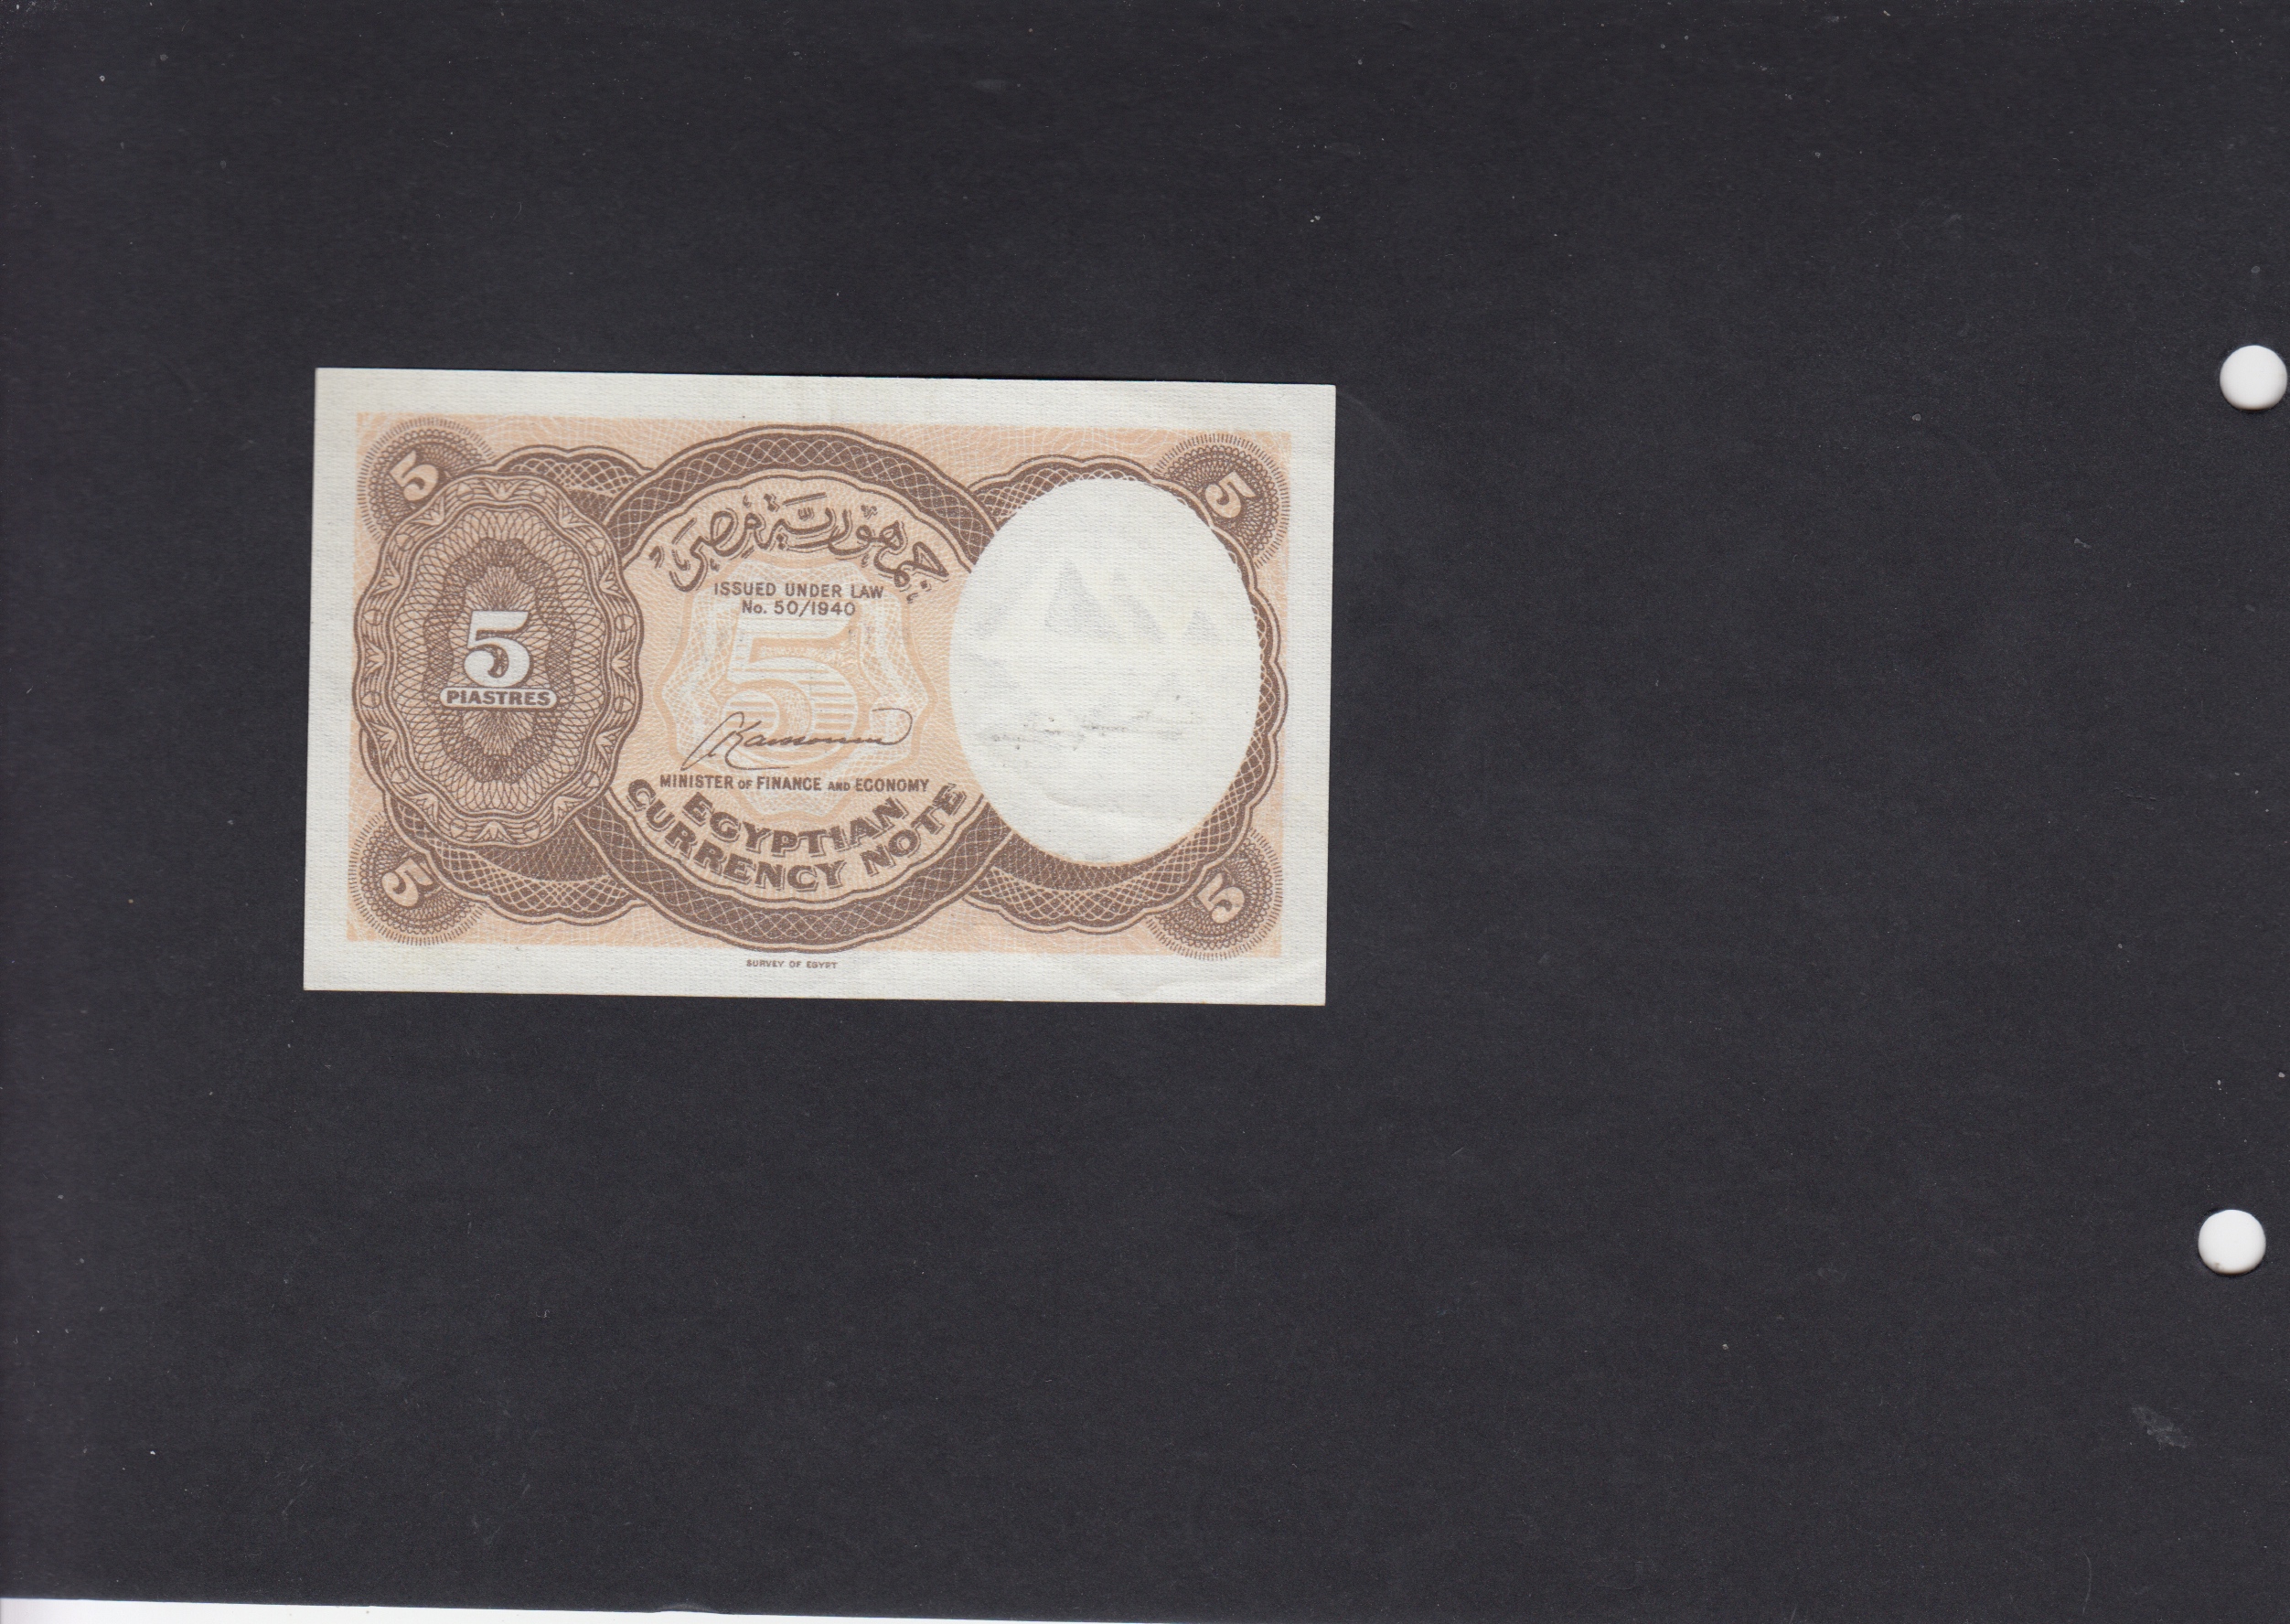 5
5
جمهورية مصر
ISSUED UNDER LAW
No. 50/1940
5
5
PIASTRES
MINISTER OF FINANCE AND ECONOMY
EGYPTIAN
CURRENCY NOTE
5
5
SURVEY OF EGYPT